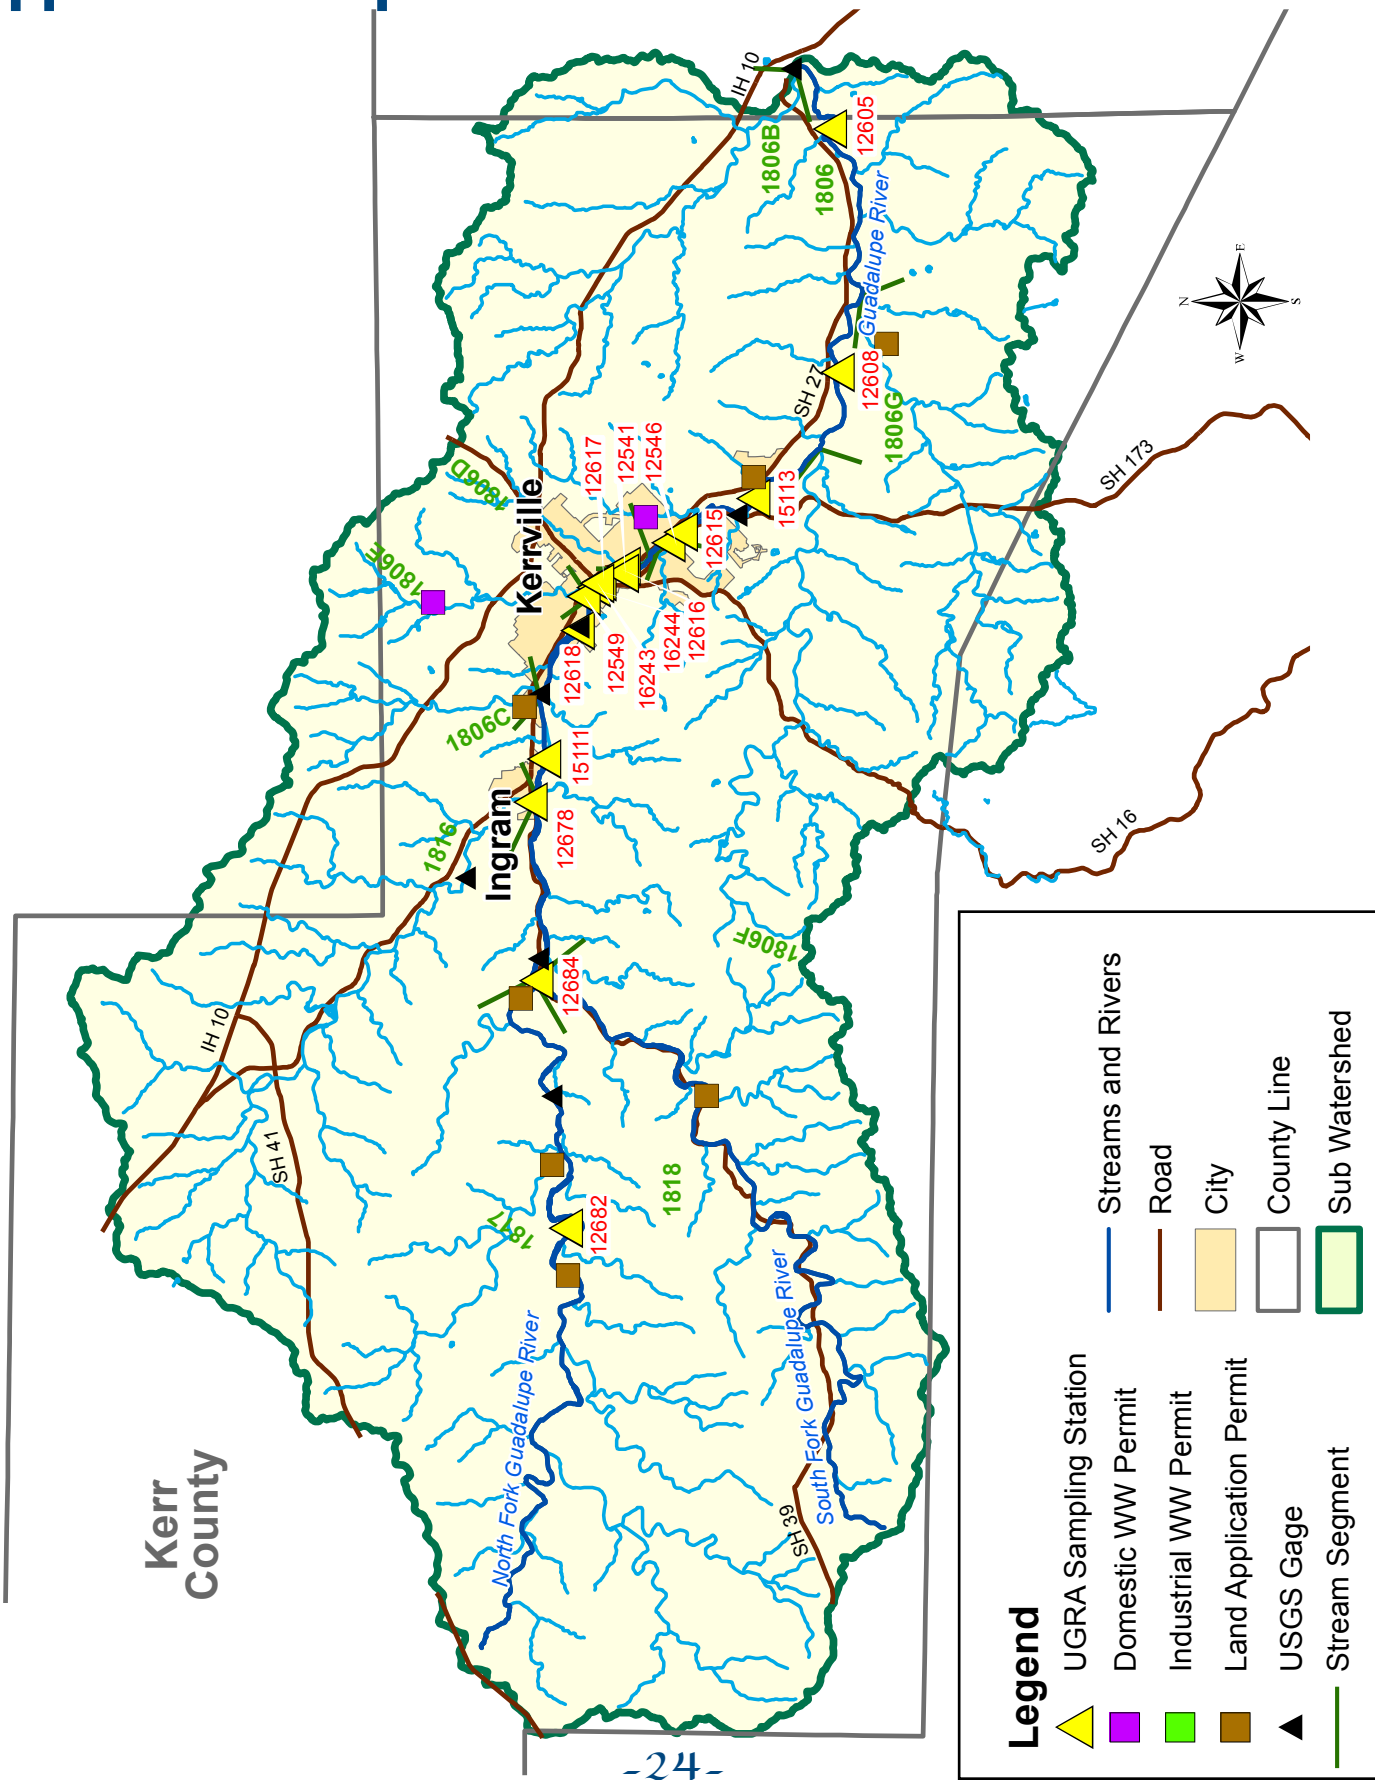 Kerr
County
IH 10
SH 41
1817
12682
North Fork Guadalupe River
South Fork Guadalupe River
SH 39
1818
12684
1806F
1816
Ingram
12678
15111
1806C
12618
1806E
1806D
Kerrville
12549
16243
16244
12616
12617
12541
12546
12615
15113
SH 16
SH 173
SH 27
12608
1806G
Guadalupe River
1806
1806B
12605
IH 10
N
E
S
W
Legend
UGRA Sampling Station
Domestic WW Permit
Industrial WW Permit
Land Application Permit
USGS Gage
Stream Segment
Streams and Rivers
Road
City
County Line
Sub Watershed
-24-